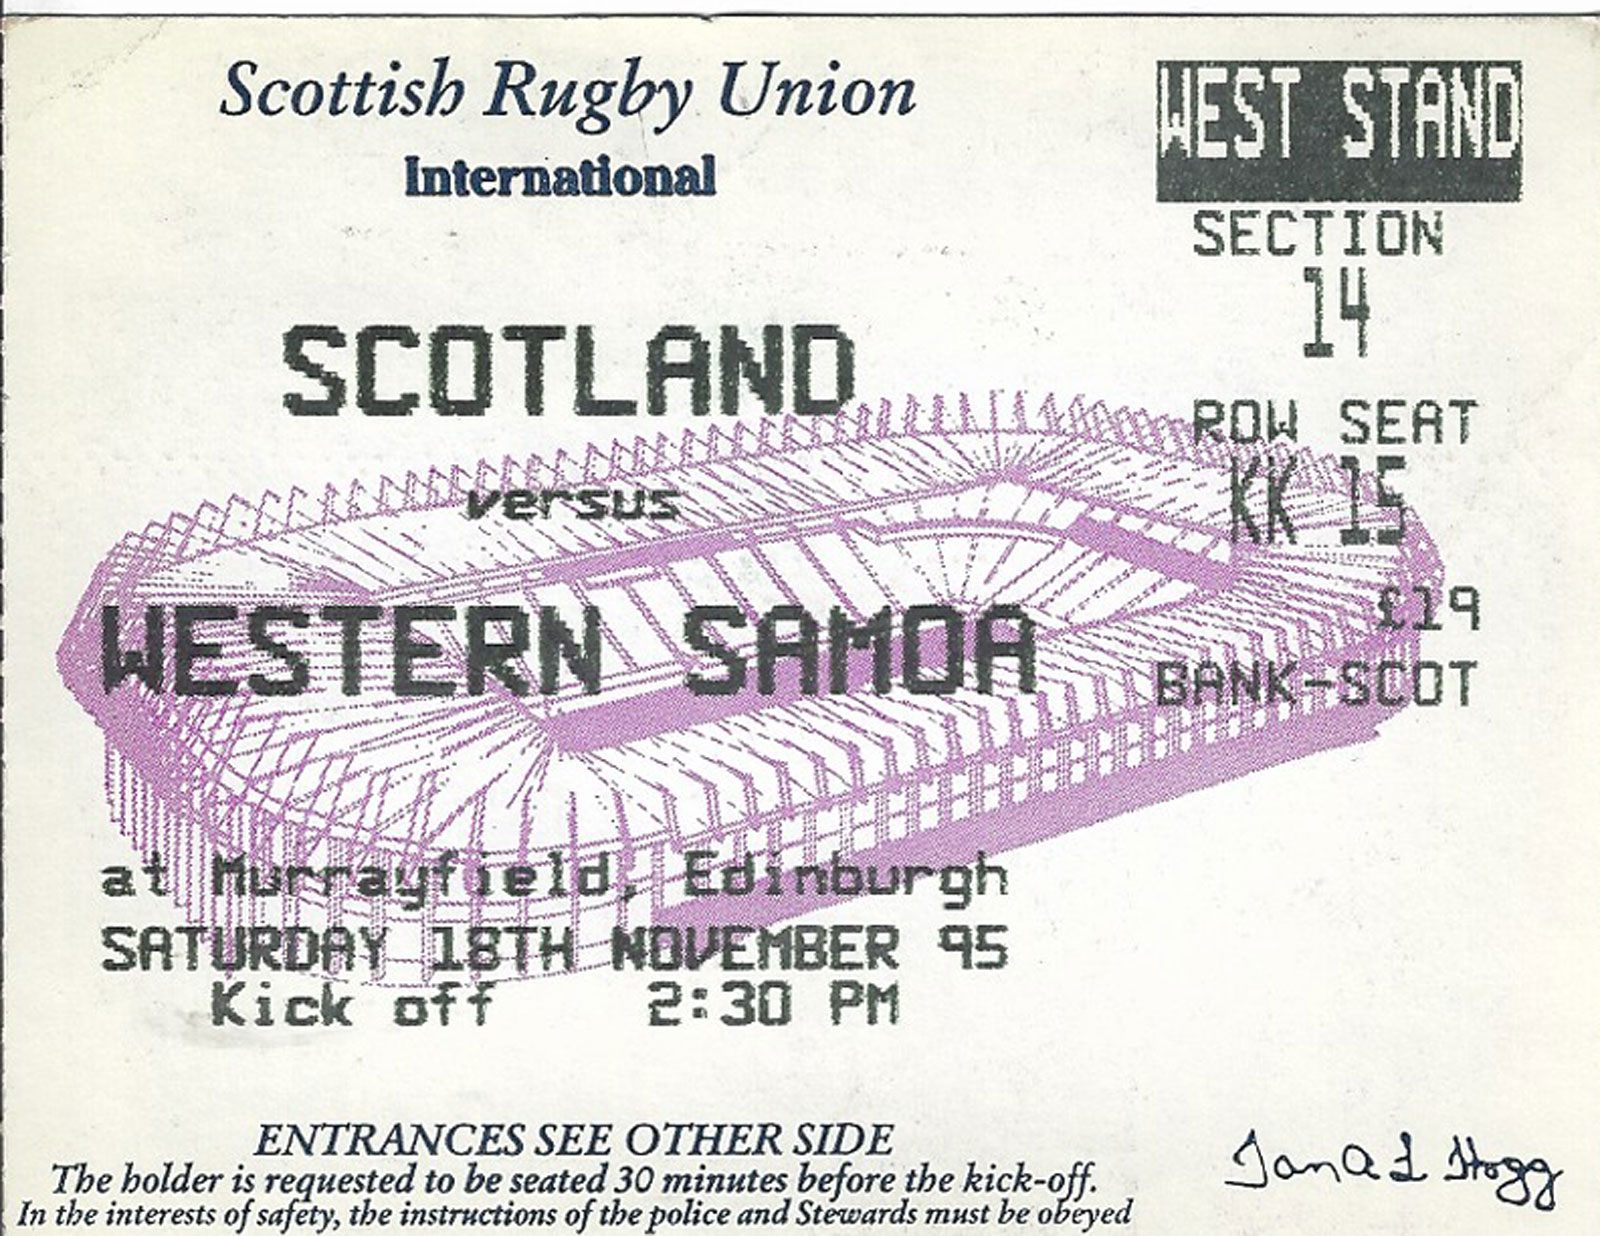 Scottish Rugby Union
International
SCOTLAND
versus
WESTERN SAMOA
at Murrayfield, Edinburgh
SATURDAY 18TH NOVEMBER 95
Kick off 2:30 PM
WEST STAND
SECTION
14
ROW SEAT
KK 15
£19
BANK-SCOT
ENTRANCES SEE OTHER SIDE
The holder is requested to be seated 30 minutes before the kick-off.
In the interests of safety, the instructions of the police and Stewards must be obeyed
Ian A L Hogg